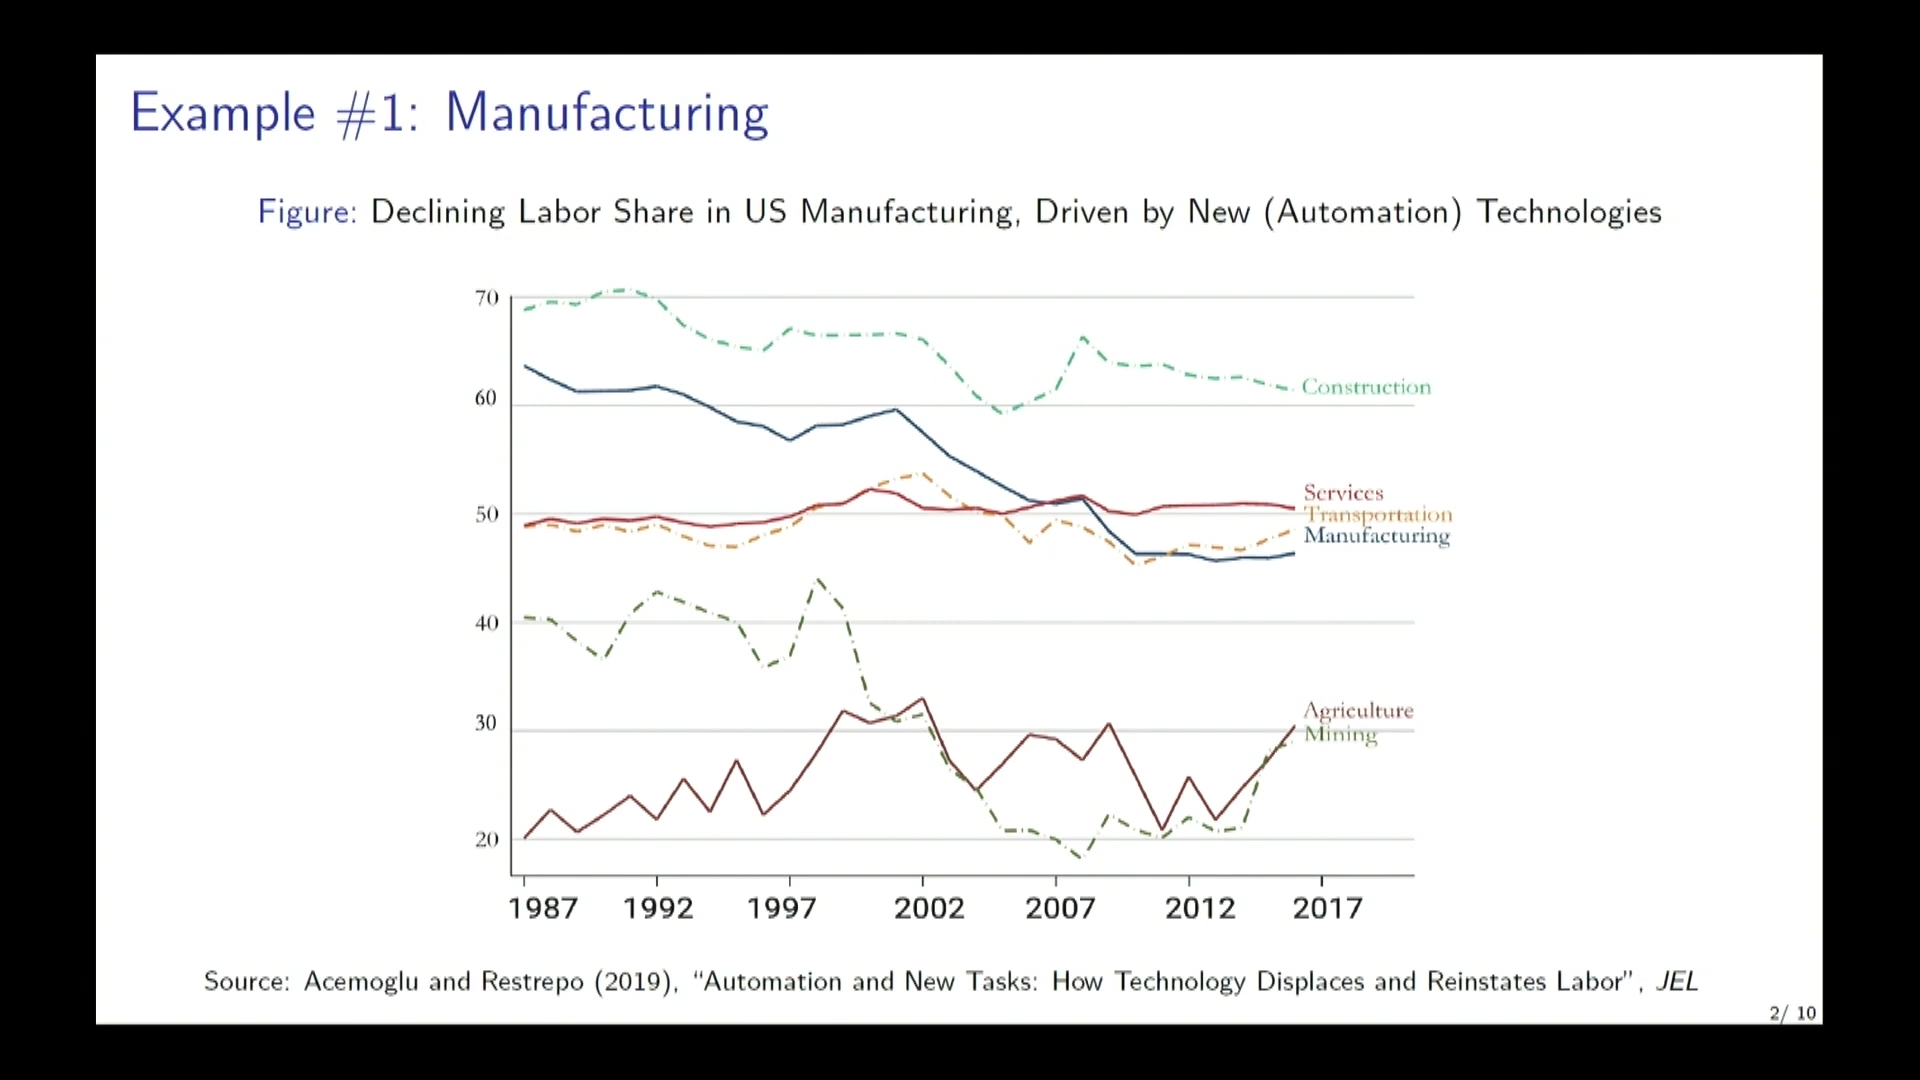 Example #1: Manufacturing
Figure: Declining Labor Share in US Manufacturing, Driven by New (Automation) Technologies
70
60
50
40
30
20
Construction
Services
Transportation
Manufacturing
Agriculture
Mining
1987 1992 1997 2002 2007 2012 2017
Source: Acemoglu and Restrepo (2019), “Automation and New Tasks: How Technology Displaces and Reinstates Labor”, JEL
2/ 10